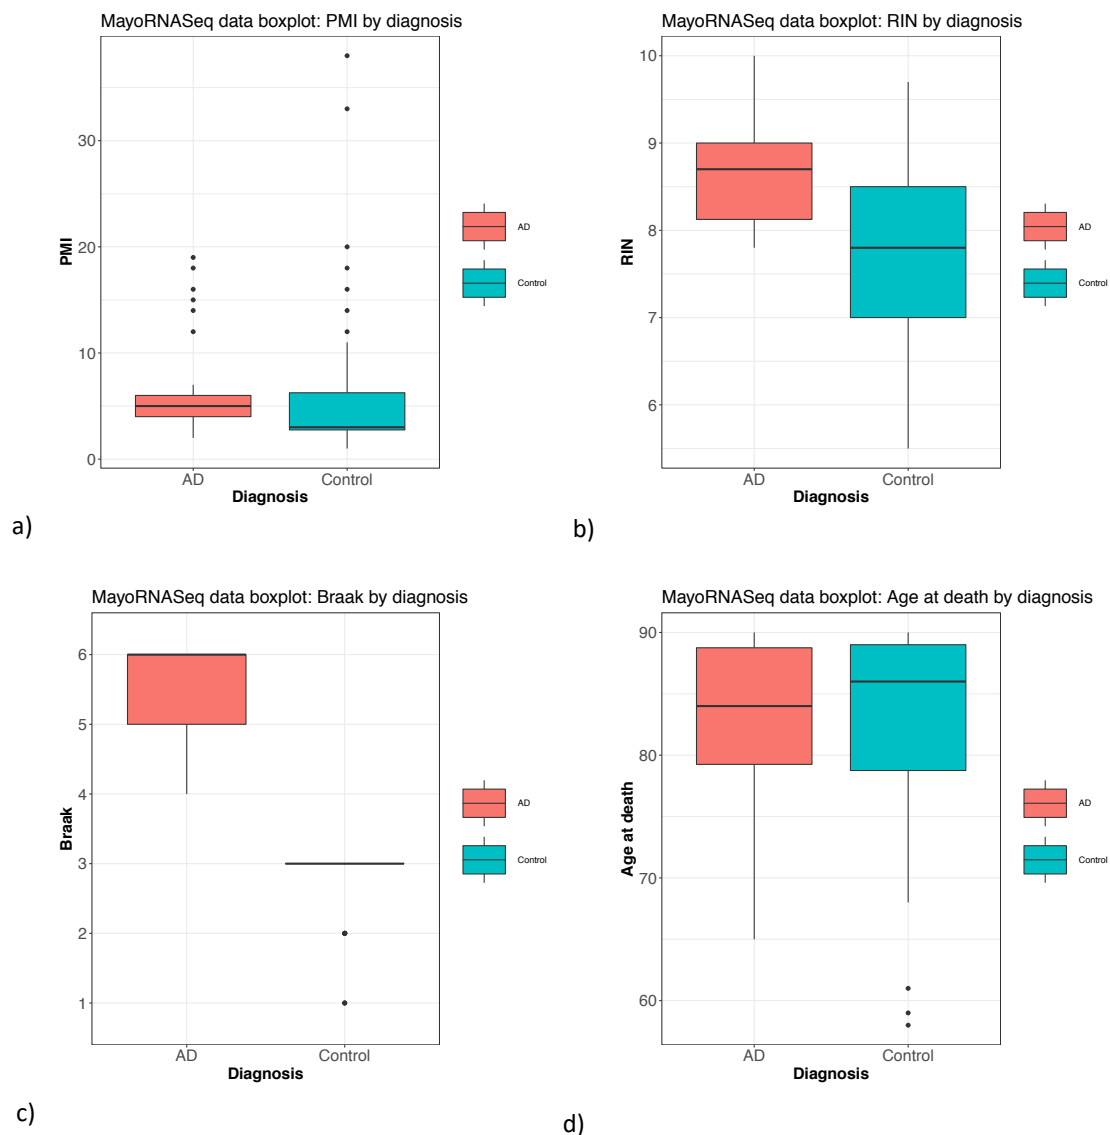 MayoRNASeq data boxplot: PMI by diagnosis
30
20
10
0
PMI
AD
Control
Diagnosis
AD
Control
a)
MayoRNASeq data boxplot: RIN by diagnosis
10
9
8
7
6
RIN
AD
Control
Diagnosis
AD
Control
b)
MayoRNASeq data boxplot: Braak by diagnosis
6
5
4
3
2
1
Braak
AD
Control
Diagnosis
AD
Control
c)
MayoRNASeq data boxplot: Age at death by diagnosis
90
80
70
60
Age at death
AD
Control
Diagnosis
AD
Control
d)